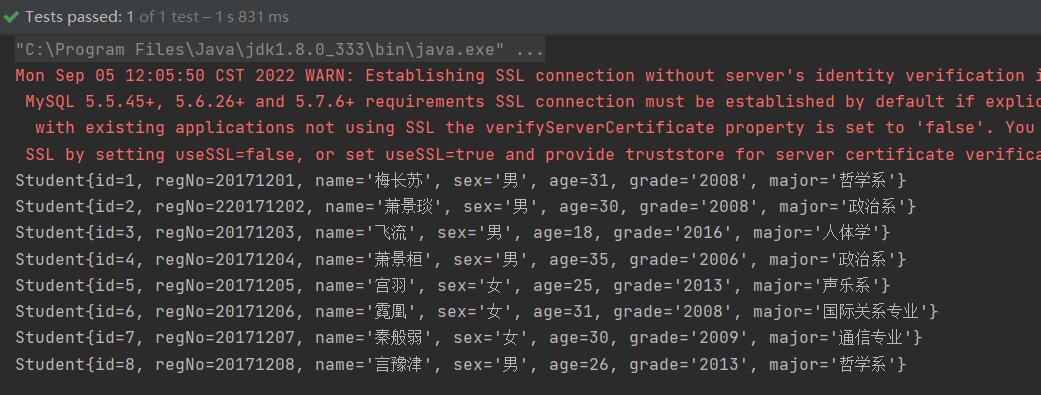 Tests passed: 1 of 1 test – 1 s 831 ms
"C:\Program Files\Java\jdk1.8.0_333\bin\java.exe" ...
Mon Sep 05 12:05:50 CST 2022 WARN: Establishing SSL connection without server's identity verification i
MySQL 5.5.45+, 5.6.26+ and 5.7.6+ requirements SSL connection must be established by default if explic
with existing applications not using SSL the verifyServerCertificate property is set to 'false'. You
SSL by setting useSSL=false, or set useSSL=true and provide truststore for server certificate verifica
Student{id=1, regNo=20171201, name='梅长苏', sex='男', age=31, grade='2008', major='哲学系'}
Student{id=2, regNo=220171202, name='萧景琰', sex='男', age=30, grade='2008', major='政治系'}
Student{id=3, regNo=20171203, name='飞流', sex='男', age=18, grade='2016', major='人体学'}
Student{id=4, regNo=20171204, name='萧景桓', sex='男', age=35, grade='2006', major='政治系'}
Student{id=5, regNo=20171205, name='宫羽', sex='女', age=25, grade='2013', major='声乐系'}
Student{id=6, regNo=20171206, name='霓凰', sex='女', age=31, grade='2008', major='国际关系专业'}
Student{id=7, regNo=20171207, name='秦般弱', sex='女', age=30, grade='2009', major='通信专业'}
Student{id=8, regNo=20171208, name='言豫津', sex='男', age=26, grade='2013', major='哲学系'}